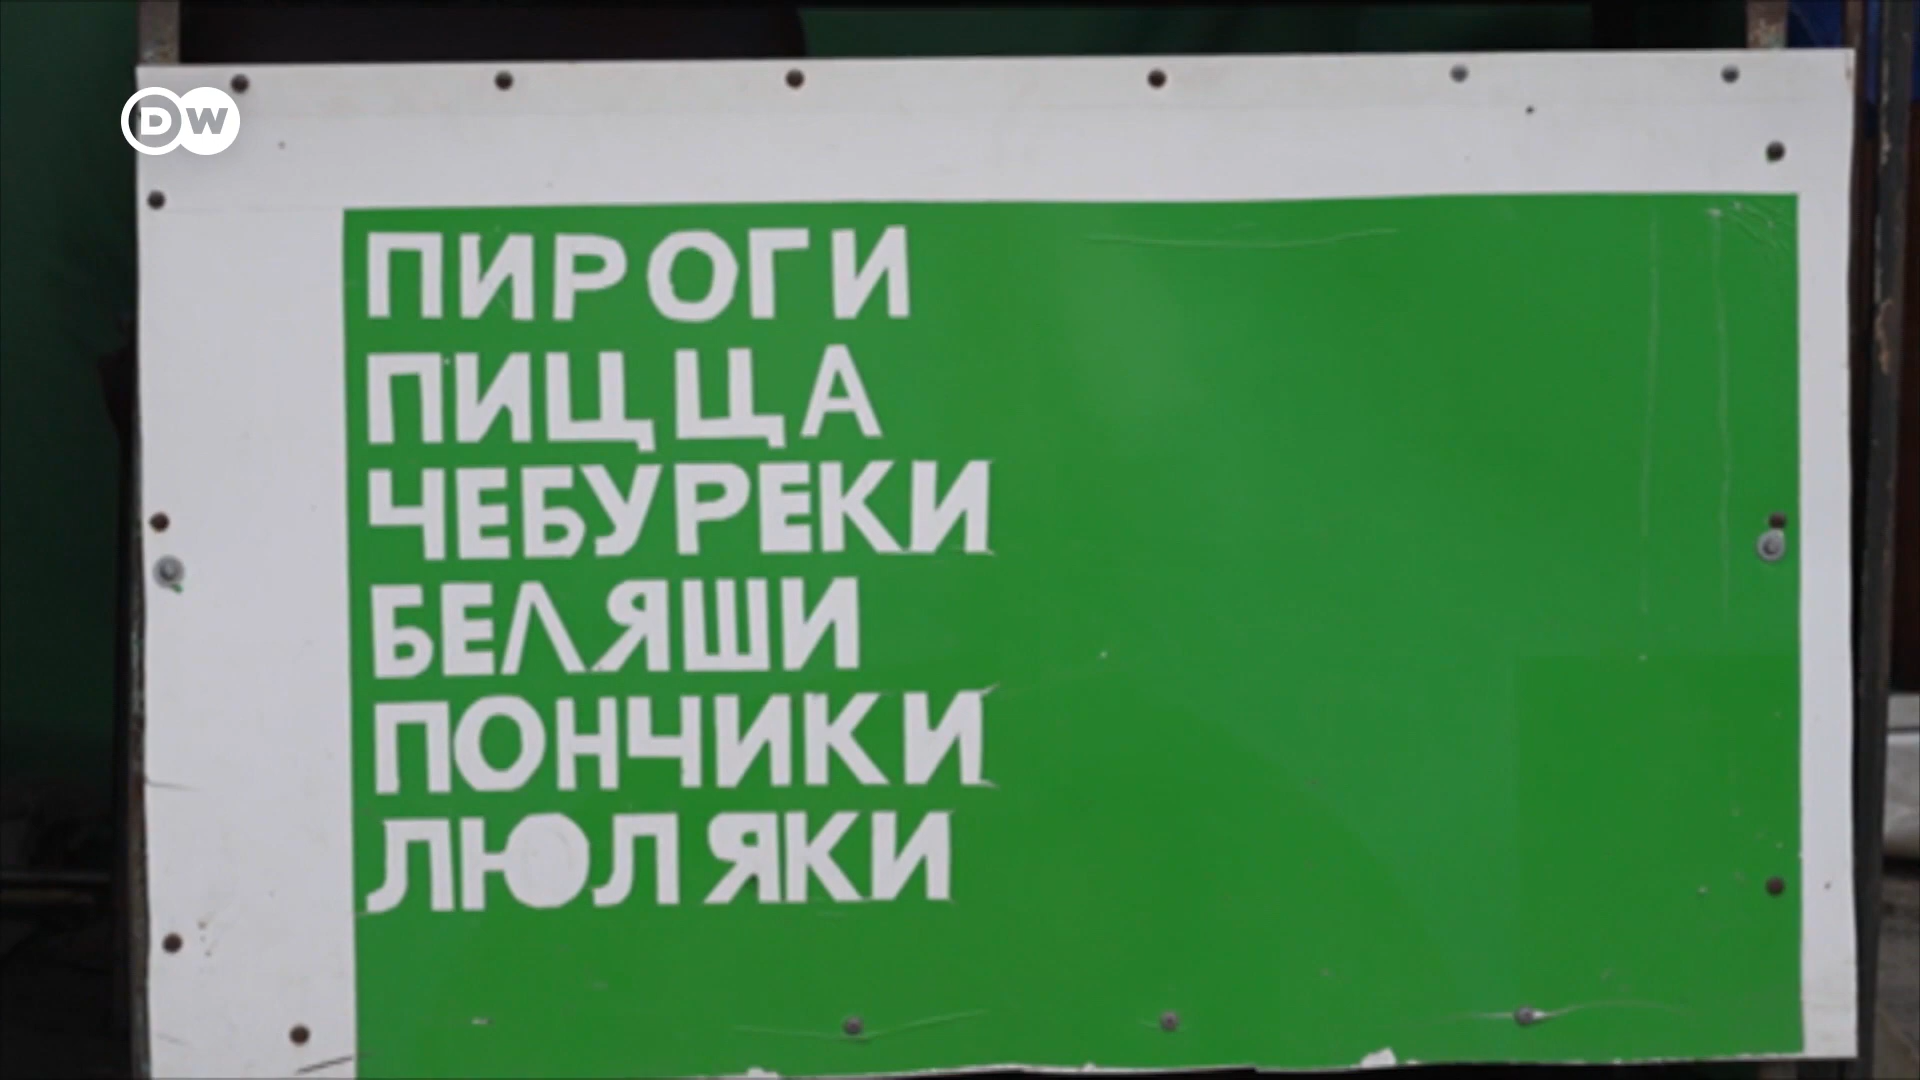 DW
ПИРОГИ
ПИЦЦА
ЧЕБУРЕКИ
БЕЛЯШИ
ПОНЧИКИ
ЛЮЛЯКИ